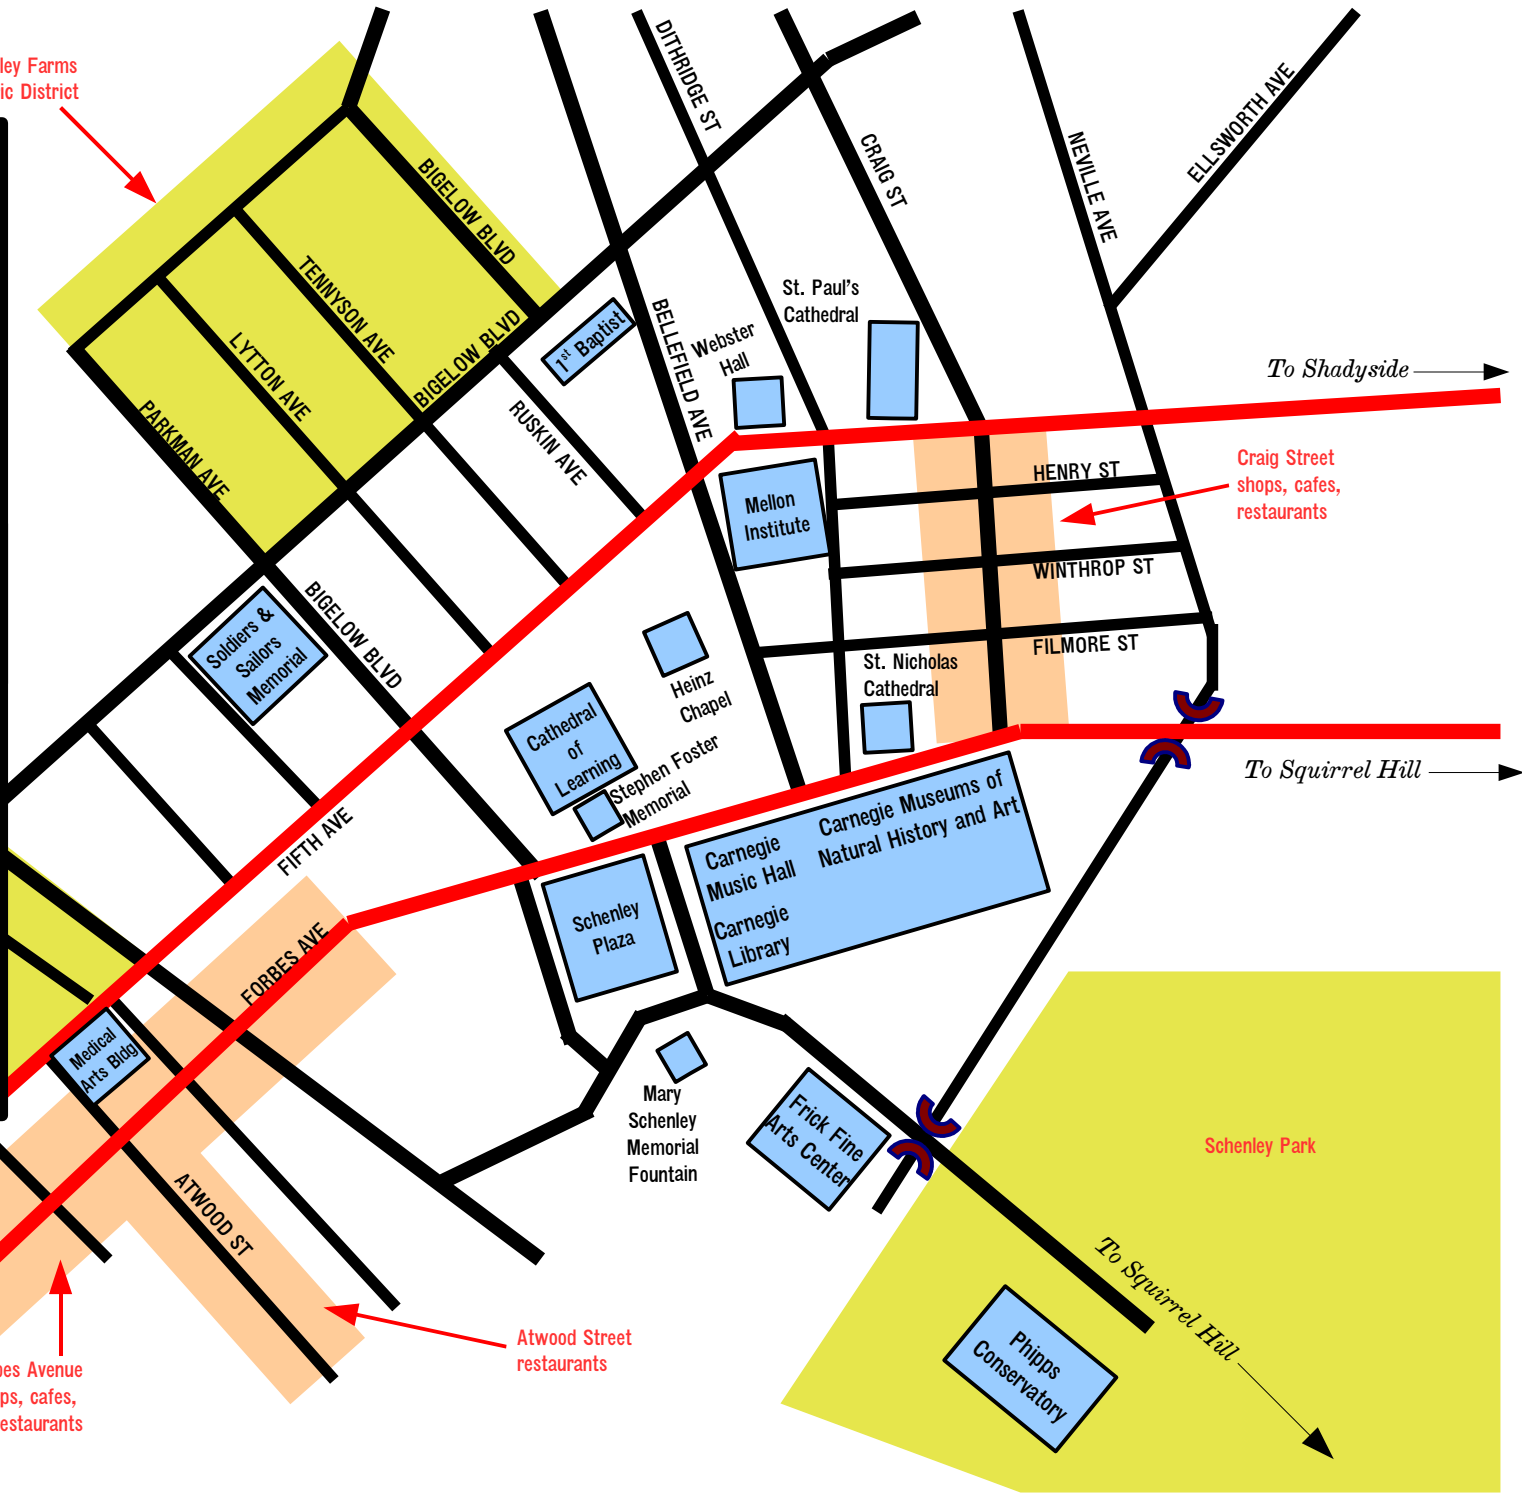 ley Farms
ic District
DITHRIDGE ST
CRAIG ST
NEVILLE AVE
ELLSWORTH AVE
BIGELOW BLVD
TENNYSON AVE
LYTTON AVE
PARKMAN AVE
BIGELOW BLVD
RUSKIN AVE
1st Baptist
BELLEFIELD AVE
Webster
Hall
St. Paul's
Cathedral
To Shadyside
Craig Street
shops, cafes,
restaurants
HENRY ST
WINTHROP ST
FILMORE ST
Mellon
Institute
Soldiers &
Sailors
Memorial
BIGELOW BLVD
Heinz
Chapel
St. Nicholas
Cathedral
Cathedral
of
Learning
Stephen Foster
Memorial
To Squirrel Hill
FIFTH AVE
FORBES AVE
Carnegie
Music Hall
Carnegie Museums of
Natural History and Art
Carnegie
Library
Schenley
Plaza
Medical
Arts Bldg
Mary
Schenley
Memorial
Fountain
Frick Fine
Arts Center
Schenley Park
ATWOOD ST
To Squirrel Hill
Phipps
Conservatory
Atwood Street
restaurants
bes Avenue
ps, cafes,
estaurants